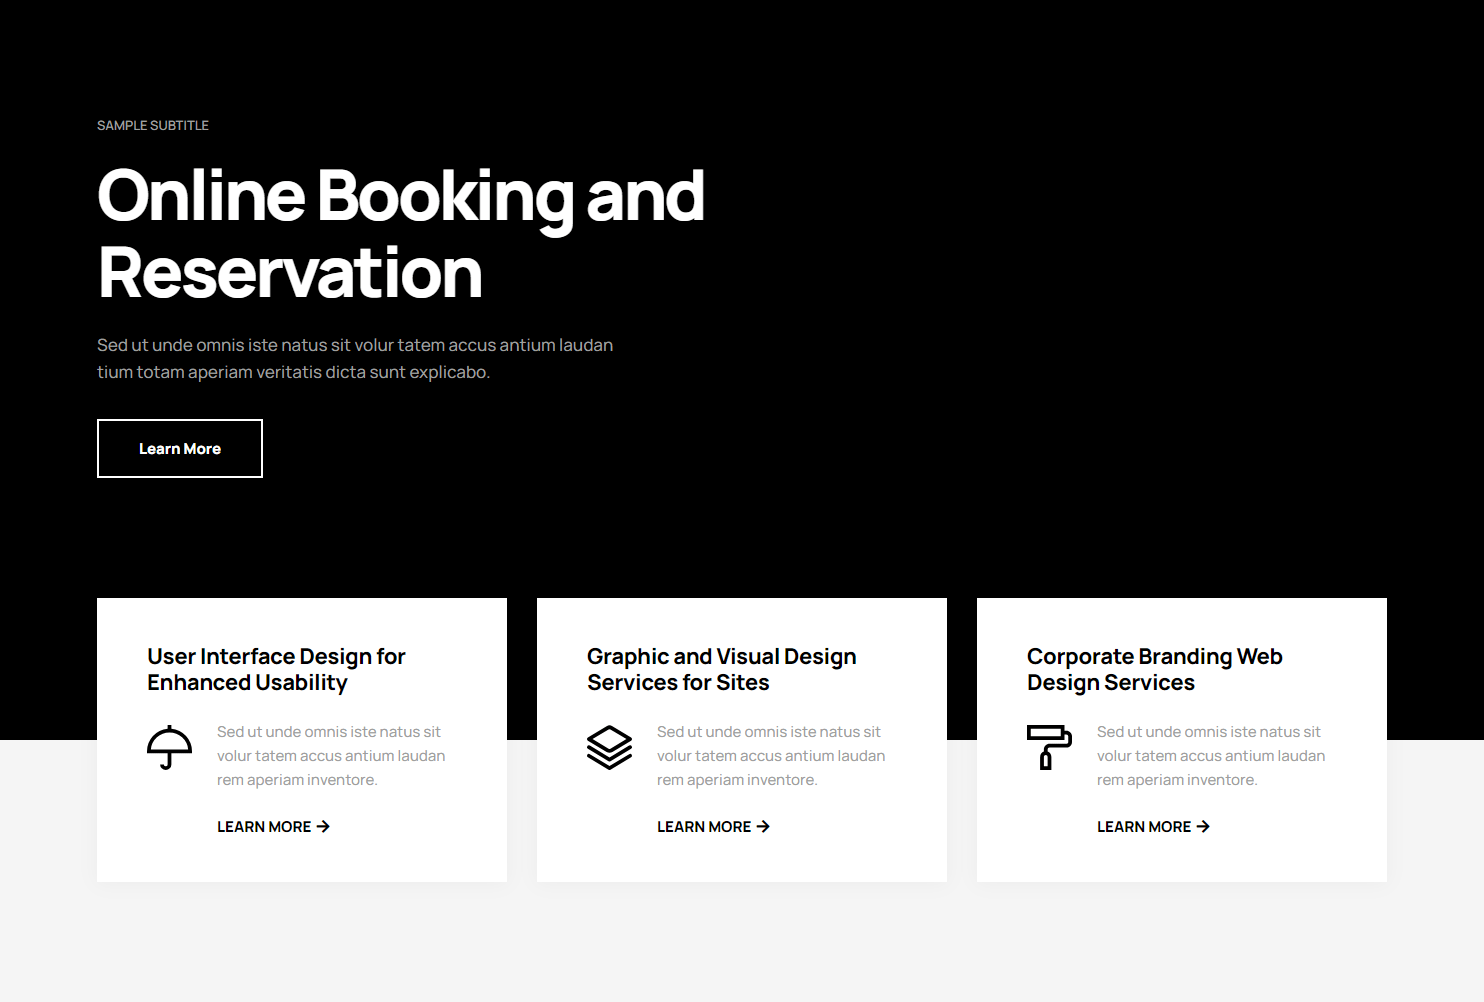 SAMPLE SUBTITLE
Online Booking and
Reservation
Sed ut unde omnis iste natus sit volur tatem accus antium laudan
tium totam aperiam veritatis dicta sunt explicabo.
Learn More
User Interface Design for
Enhanced Usability
Sed ut unde omnis iste natus sit
volur tatem accus antium laudan
rem aperiam inventore.
LEARN MORE →
Graphic and Visual Design
Services for Sites
Sed ut unde omnis iste natus sit
volur tatem accus antium laudan
rem aperiam inventore.
LEARN MORE →
Corporate Branding Web
Design Services
Sed ut unde omnis iste natus sit
volur tatem accus antium laudan
rem aperiam inventore.
LEARN MORE →